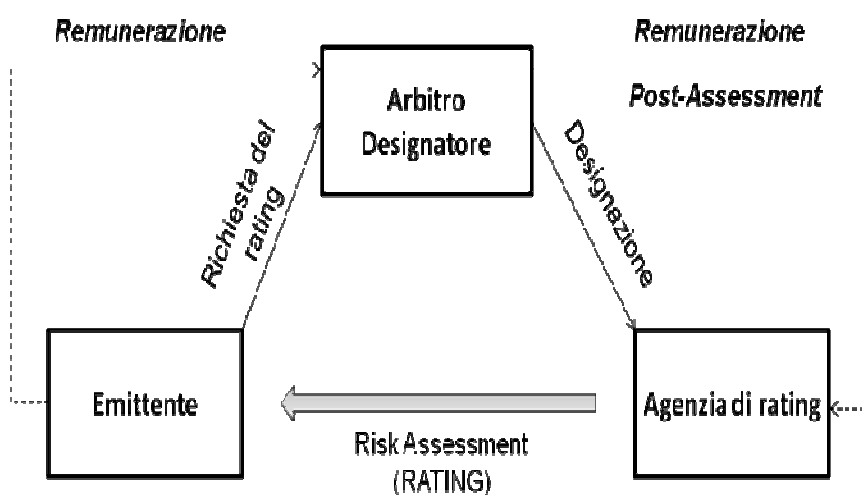 Remunerazione
Remunerazione
Post-Assessment
Arbitro
Designatore
Richiesta del
rating
Designazione
Emittente
Agenzia di rating
Risk Assessment
(RATING)